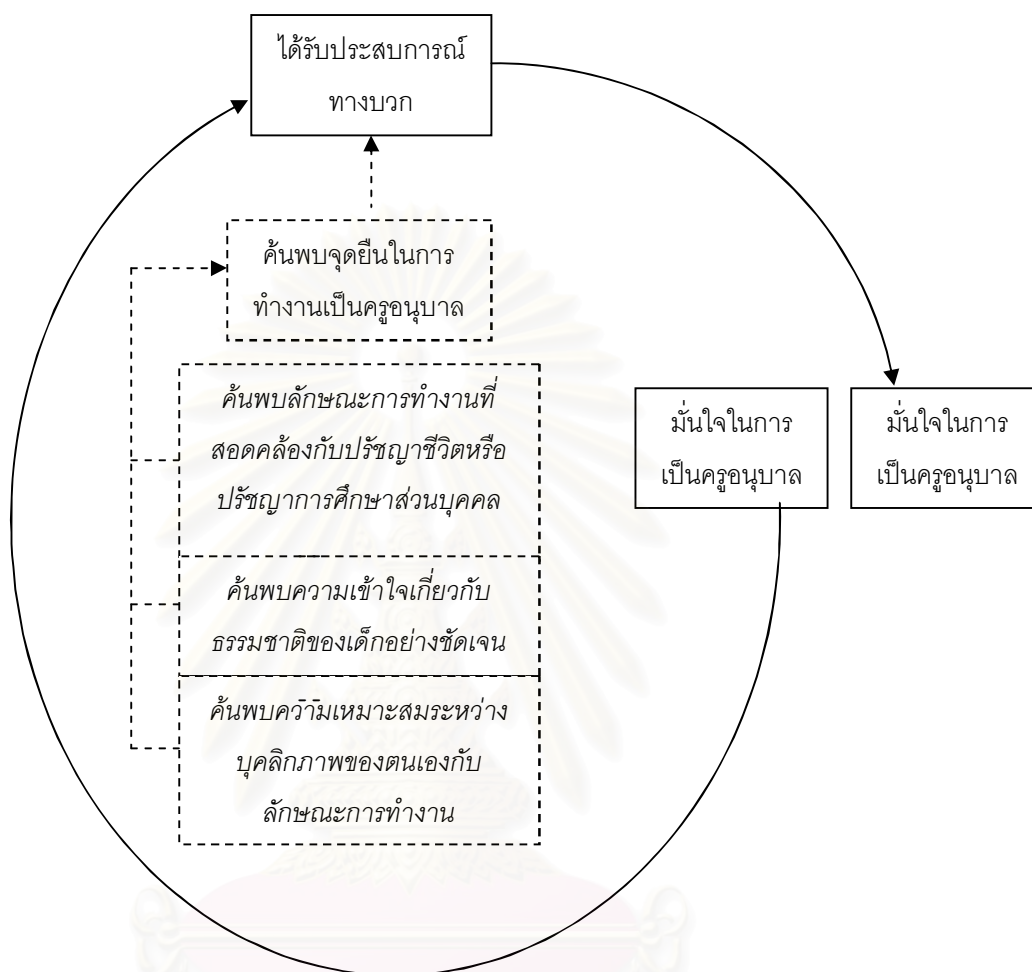 ได้รับประสบการณ์
ทางบวก
ค้นพบจุดยืนในการ
ทำงานเป็นครูอนุบาล
ค้นพบลักษณะการทำงานที่
สอดคล้องกับปรัชญาชีวิตหรือ
ปรัชญาการศึกษาส่วนบุคคล
ค้นพบความเข้าใจเกี่ยวกับ
ธรรมชาติของเด็กอย่างชัดเจน
ค้นพบความเหมาะสมระหว่าง
บุคลิกภาพของตนเองกับ
ลักษณะการทำงาน
มั่นใจในการ
เป็นครูอนุบาล
มั่นใจในการ
เป็นครูอนุบาล